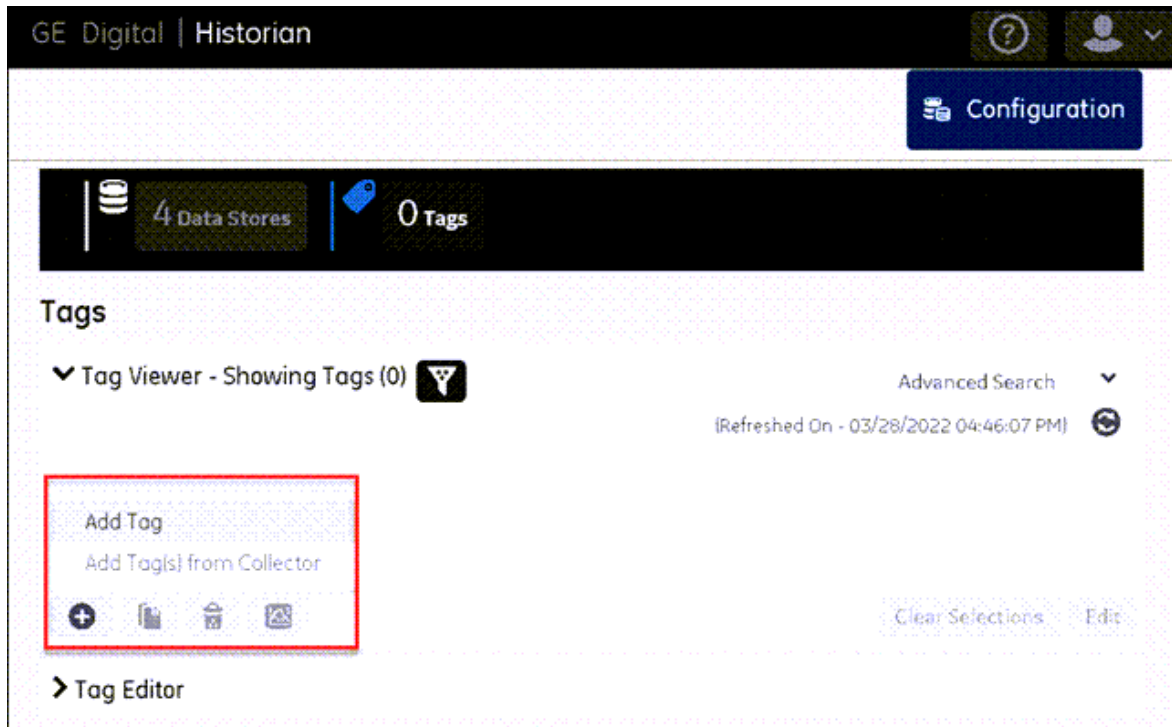 GE Digital | Historian
Configuration
4 Data Stores
0 Tags
Tags
Tag Viewer - Showing Tags (0)
Advanced Search
(Refreshed On - 03/28/2022 04:46:07 PM)
Add Tag
Add Tag(s) from Collector
Clear Selections
Edit
Tag Editor